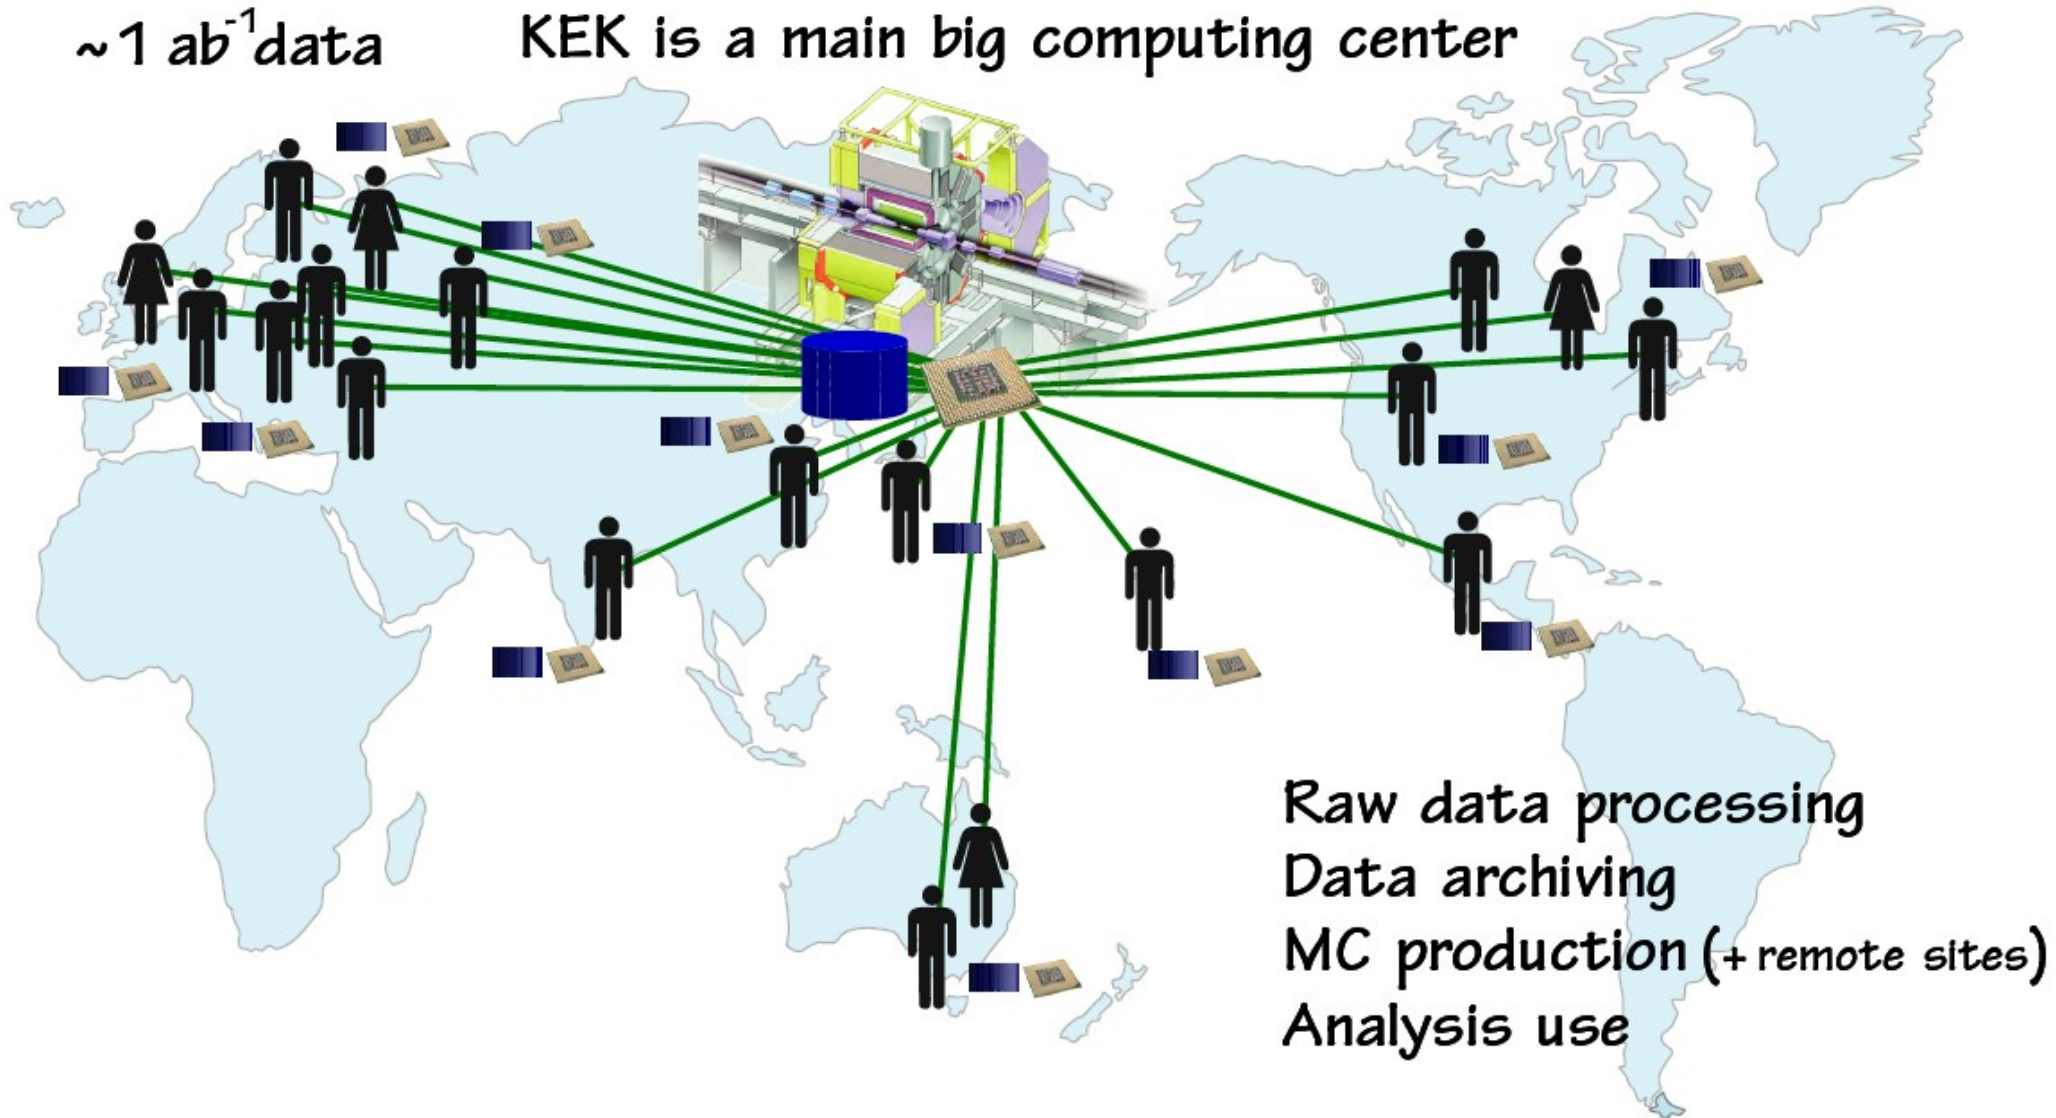 ~1 ab⁻¹data
KEK is a main big computing center
Raw data processing
Data archiving
MC production (+ remote sites)
Analysis use